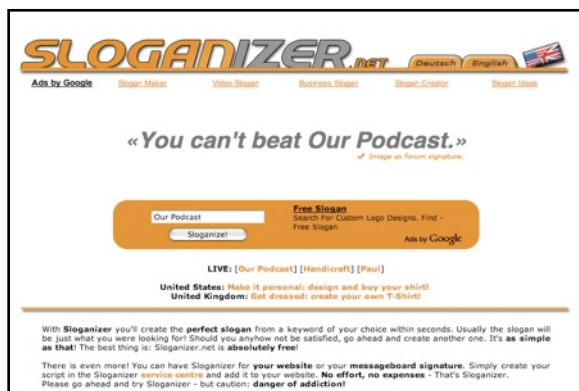 SLOGANIZER.NET Deutsch English
Ads by Google Slogan Maker Video Slogan Business Slogan Slogan Creator Slogan Ideas
«You can't beat Our Podcast.»
✓ Image as forum signature.
Our Podcast
Sloganize!
Free Slogan
Search For Custom Logo Designs. Find -
Free Slogan
Ads by Google
LIVE: [Our Podcast] [Handicraft] [Paul]
United States: Make it personal: design and buy your shirt!
United Kingdom: Get dressed: create your own T-Shirt!
With Sloganizer you'll create the perfect slogan from a keyword of your choice within seconds. Usually the slogan will
be just what you were looking for! Should you anyhow not be satisfied, go ahead and create another one. It's as simple
as that! The best thing is: Sloganizer.net is absolutely free!
There is even more! You can have Sloganizer for your website or your messageboard signature. Simply create your
script in the Sloganizer service centre and add it to your website. No effort, no expenses - That's Sloganizer.
Please go ahead and try Sloganizer - but caution: danger of addiction!